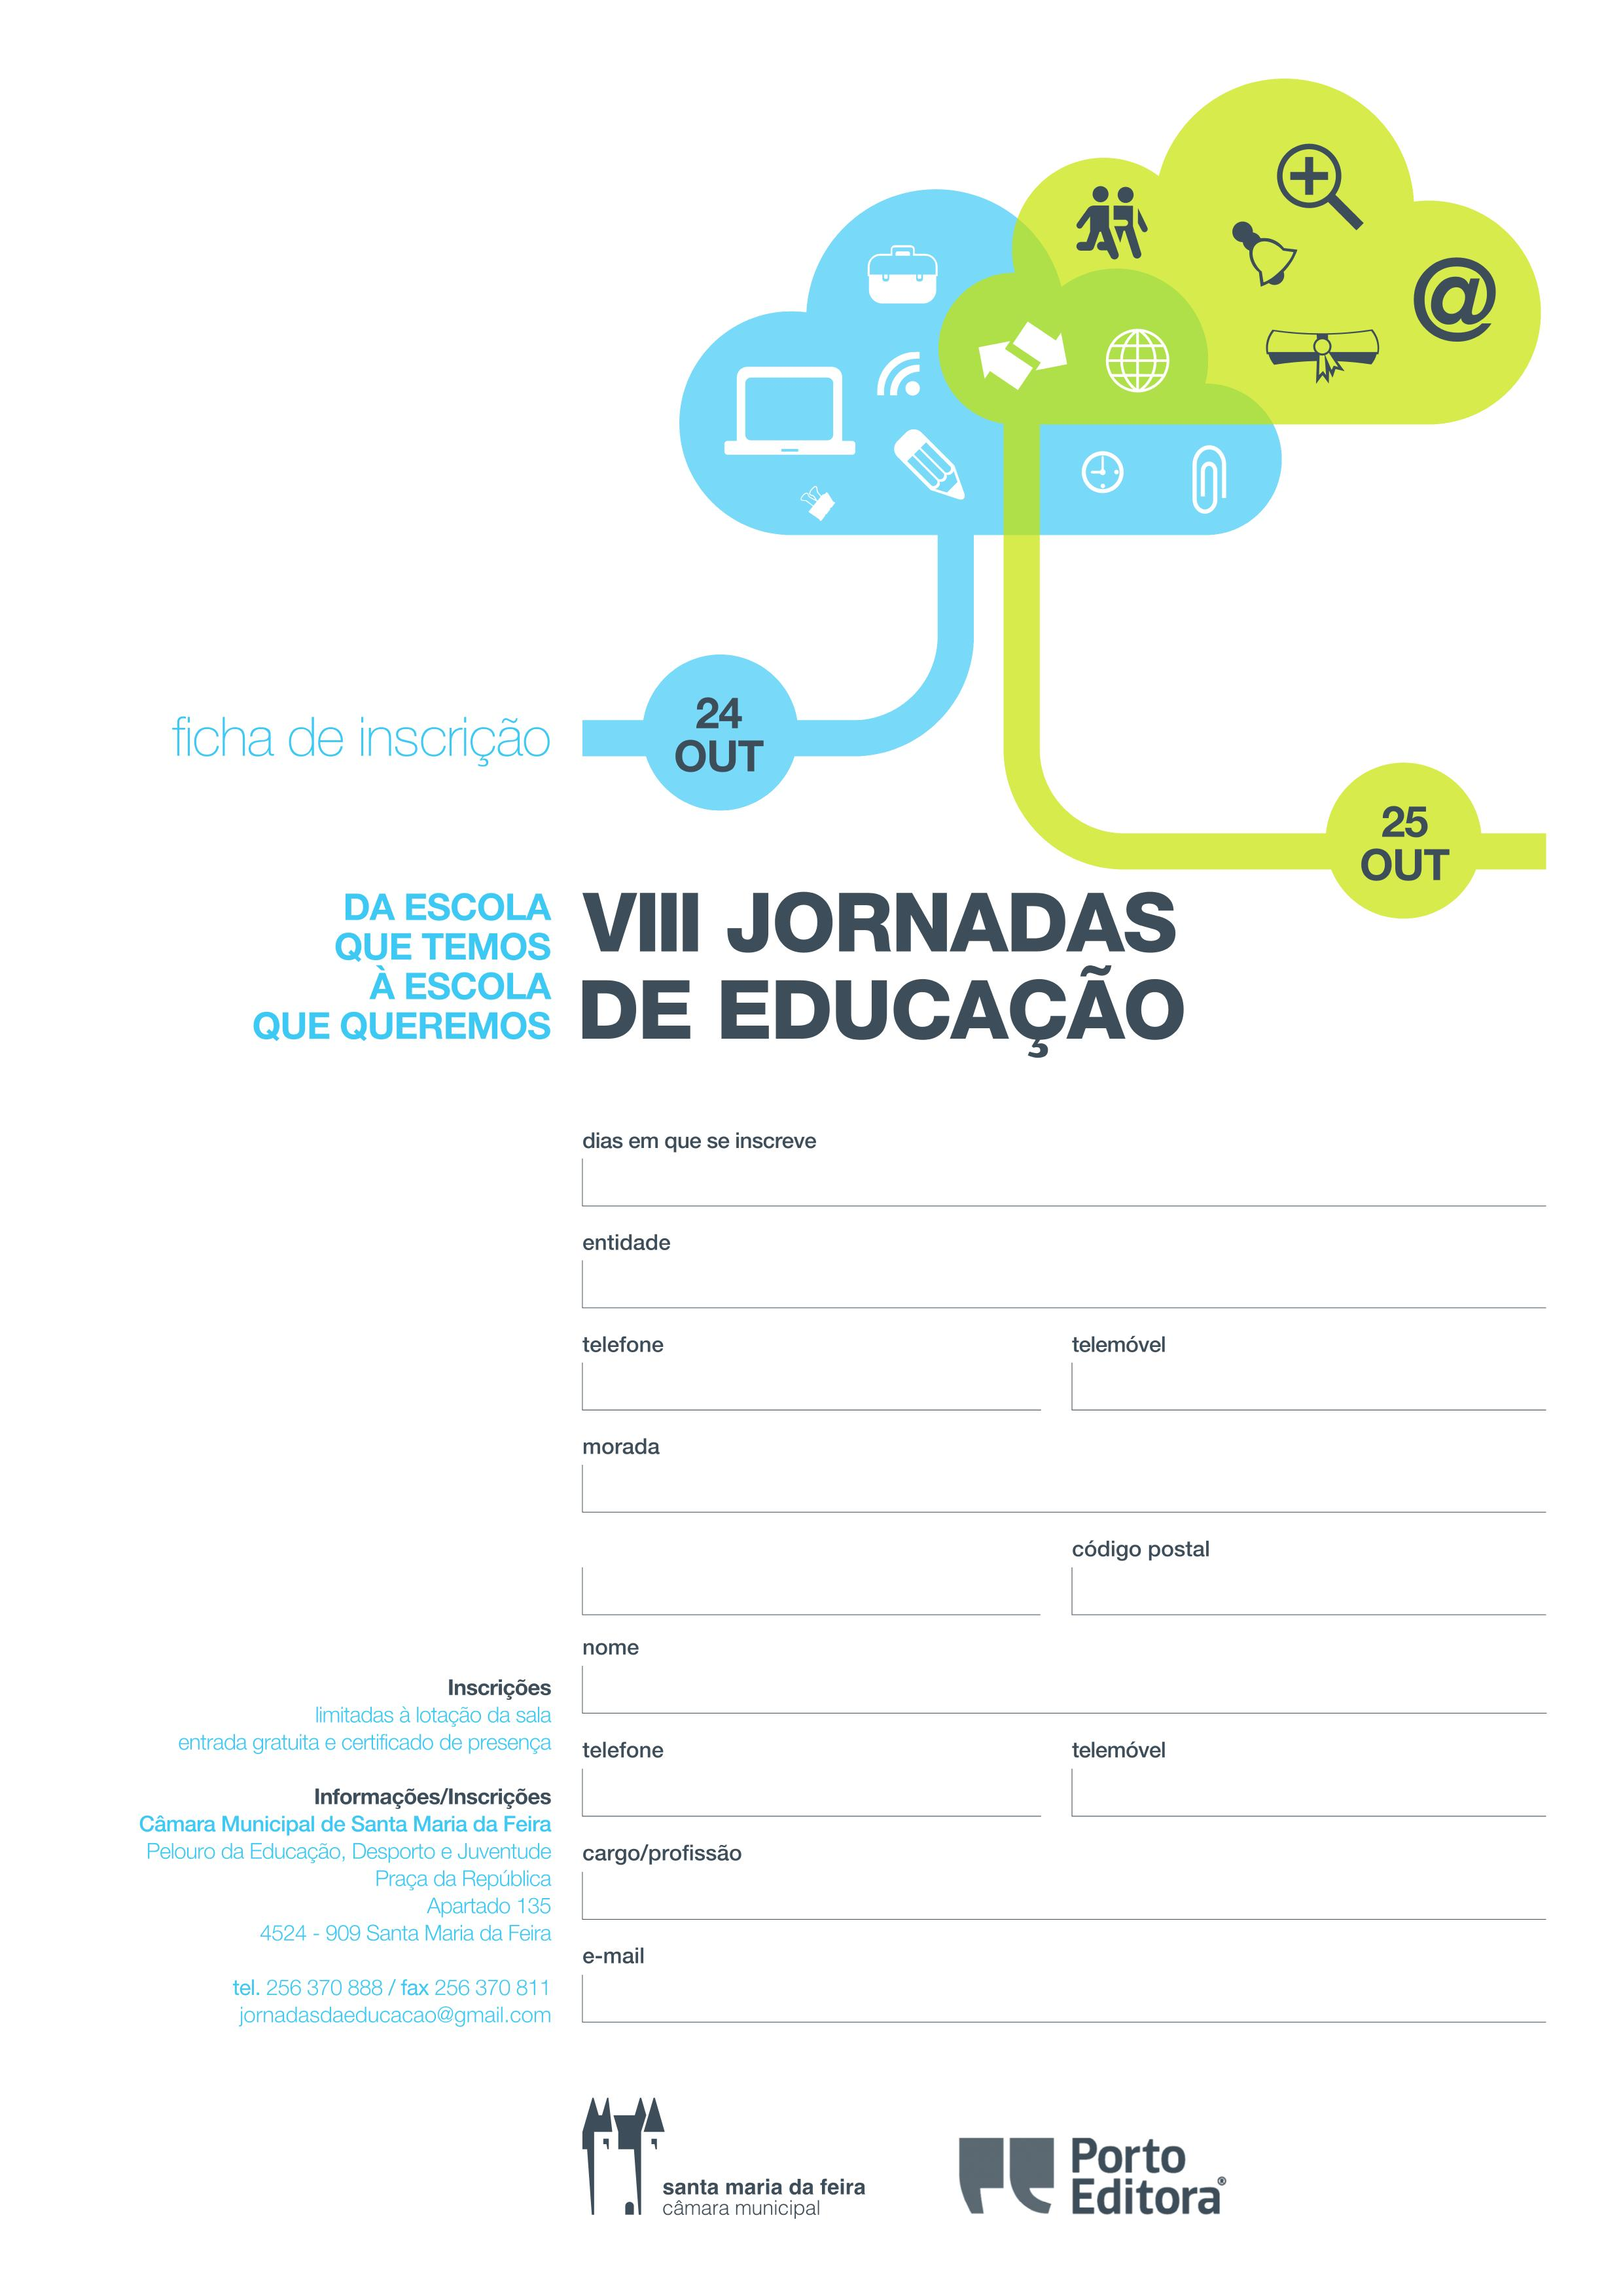 @
24
OUT
ficha de inscrição
25
OUT
DA ESCOLA
QUE TEMOS
À ESCOLA
QUE QUEREMOS
VIII JORNADAS
DE EDUCAÇÃO
dias em que se inscreve
entidade
telefone
telemóvel
morada
código postal
nome
telefone
telemóvel
cargo/profissão
e-mail
Inscrições
limitadas à lotação da sala
entrada gratuita e certificado de presença
Informações/Inscrições
Câmara Municipal de Santa Maria da Feira
Pelouro da Educação, Desporto e Juventude
Praça da República
Apartado 135
4524 - 909 Santa Maria da Feira
tel. 256 370 888 / fax 256 370 811
jornadasdaeducacao@gmail.com
santa maria da feira
câmara municipal
Porto
Editora®